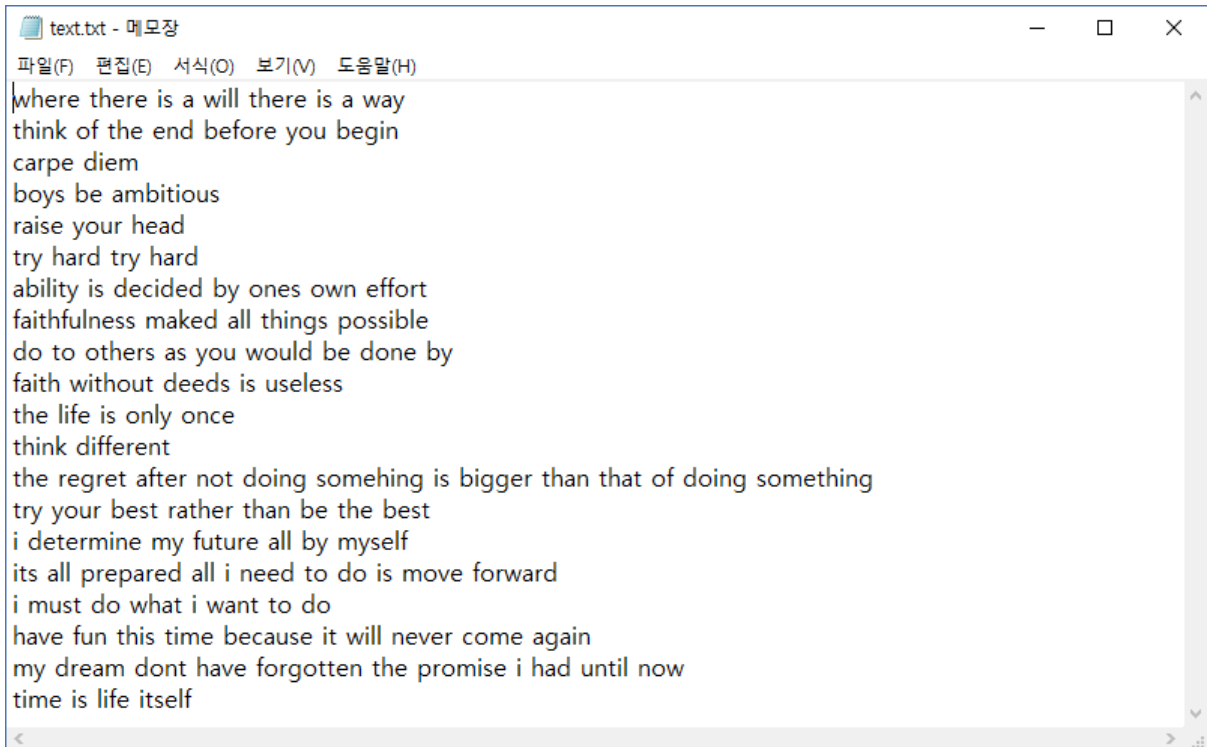 text.txt - 메모장
파일(F) 편집(E) 서식(O) 보기(V) 도움말(H)
where there is a will there is a way
think of the end before you begin
carpe diem
boys be ambitious
raise your head
try hard try hard
ability is decided by ones own effort
faithfulness maked all things possible
do to others as you would be done by
faith without deeds is useless
the life is only once
think different
the regret after not doing somehing is bigger than that of doing something
try your best rather than be the best
i determine my future all by myself
its all prepared all i need to do is move forward
i must do what i want to do
have fun this time because it will never come again
my dream dont have forgotten the promise i had until now
time is life itself